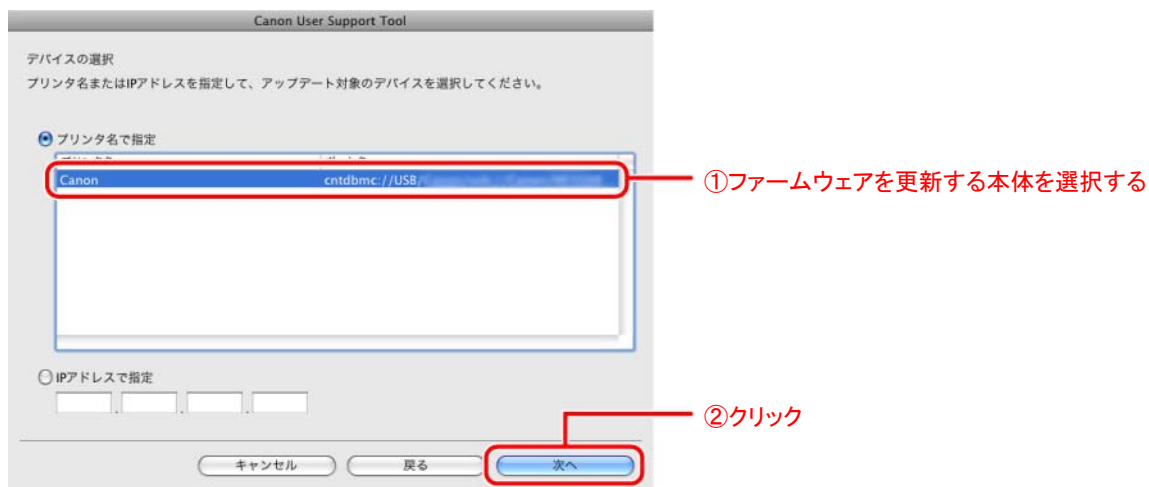 Canon User Support Tool
デバイスの選択
プリンタ名またはIPアドレスを指定して、アップデート対象のデバイスを選択してください。
プリンタ名で指定
Canon cntdbmc://USB/
①ファームウェアを更新する本体を選択する
IPアドレスで指定
. . .
②クリック
キャンセル 戻る 次へ